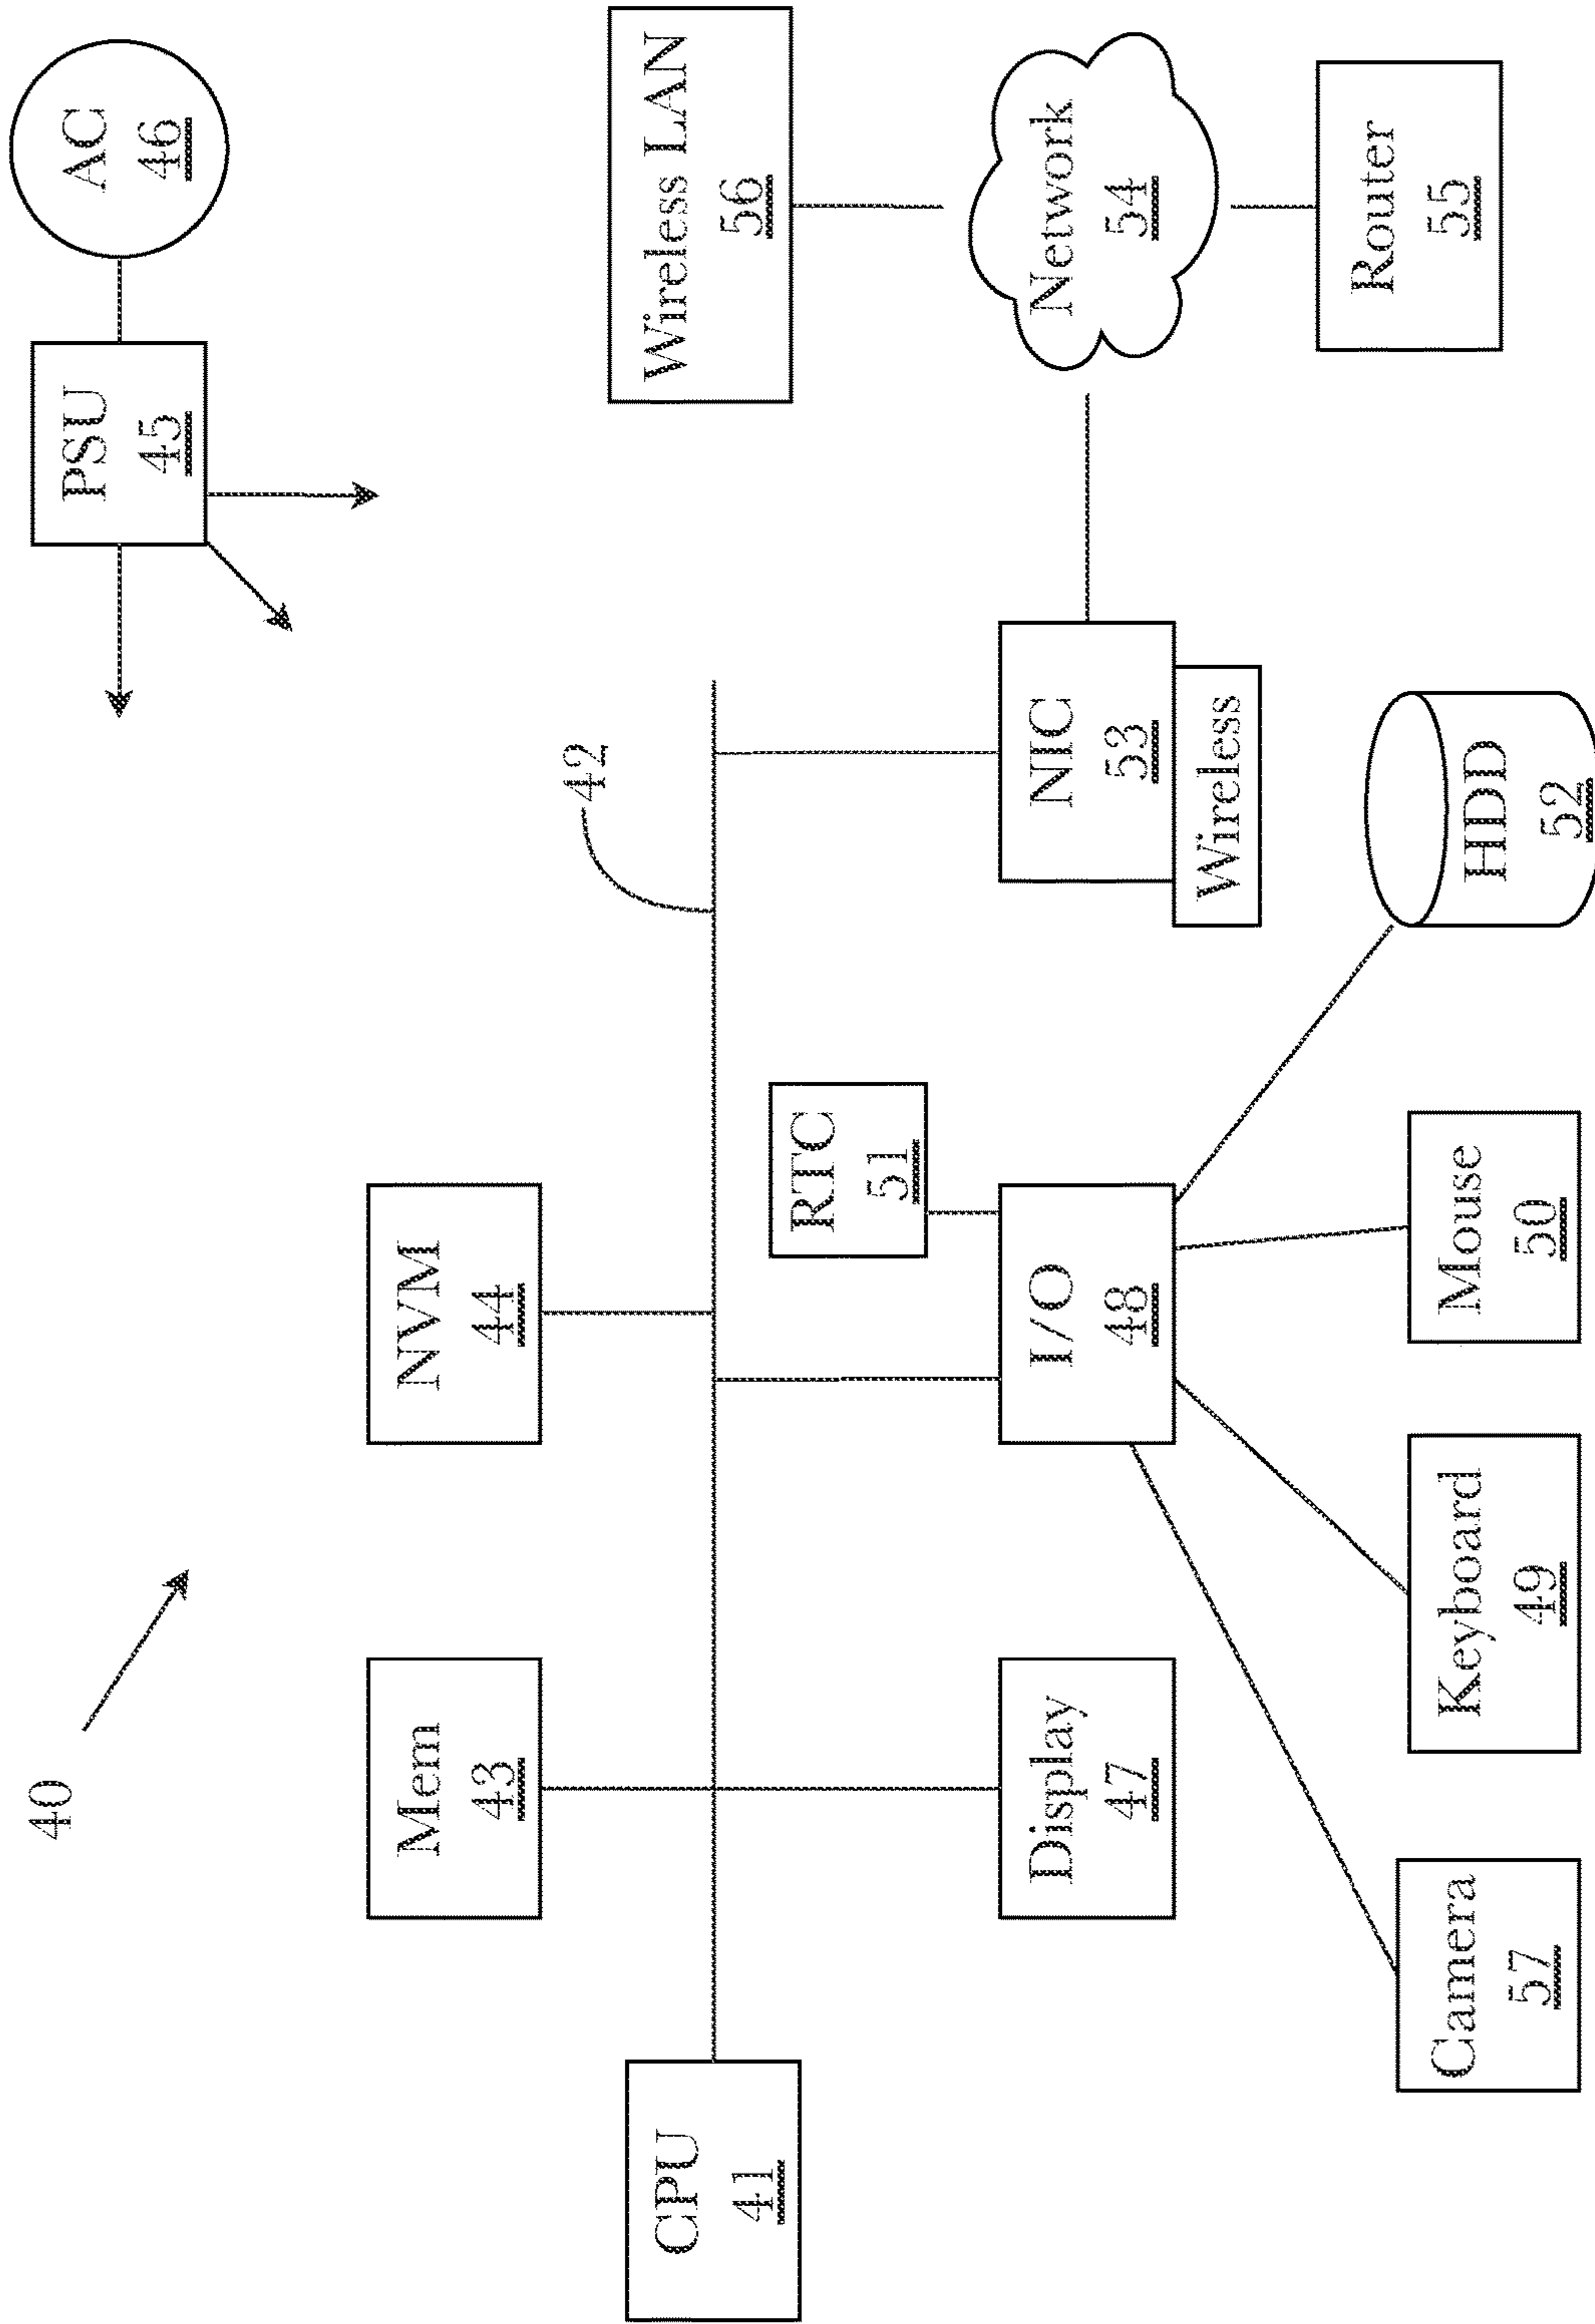 40
AC
46
PSU
45
Mem
43
NVM
44
42
Wireless LAN
56
CPU
41
RTC
51
Display
47
I/O
48
NIC
53
Wireless
Network
54
Camera
57
Keyboard
49
Mouse
50
HDD
52
Router
55